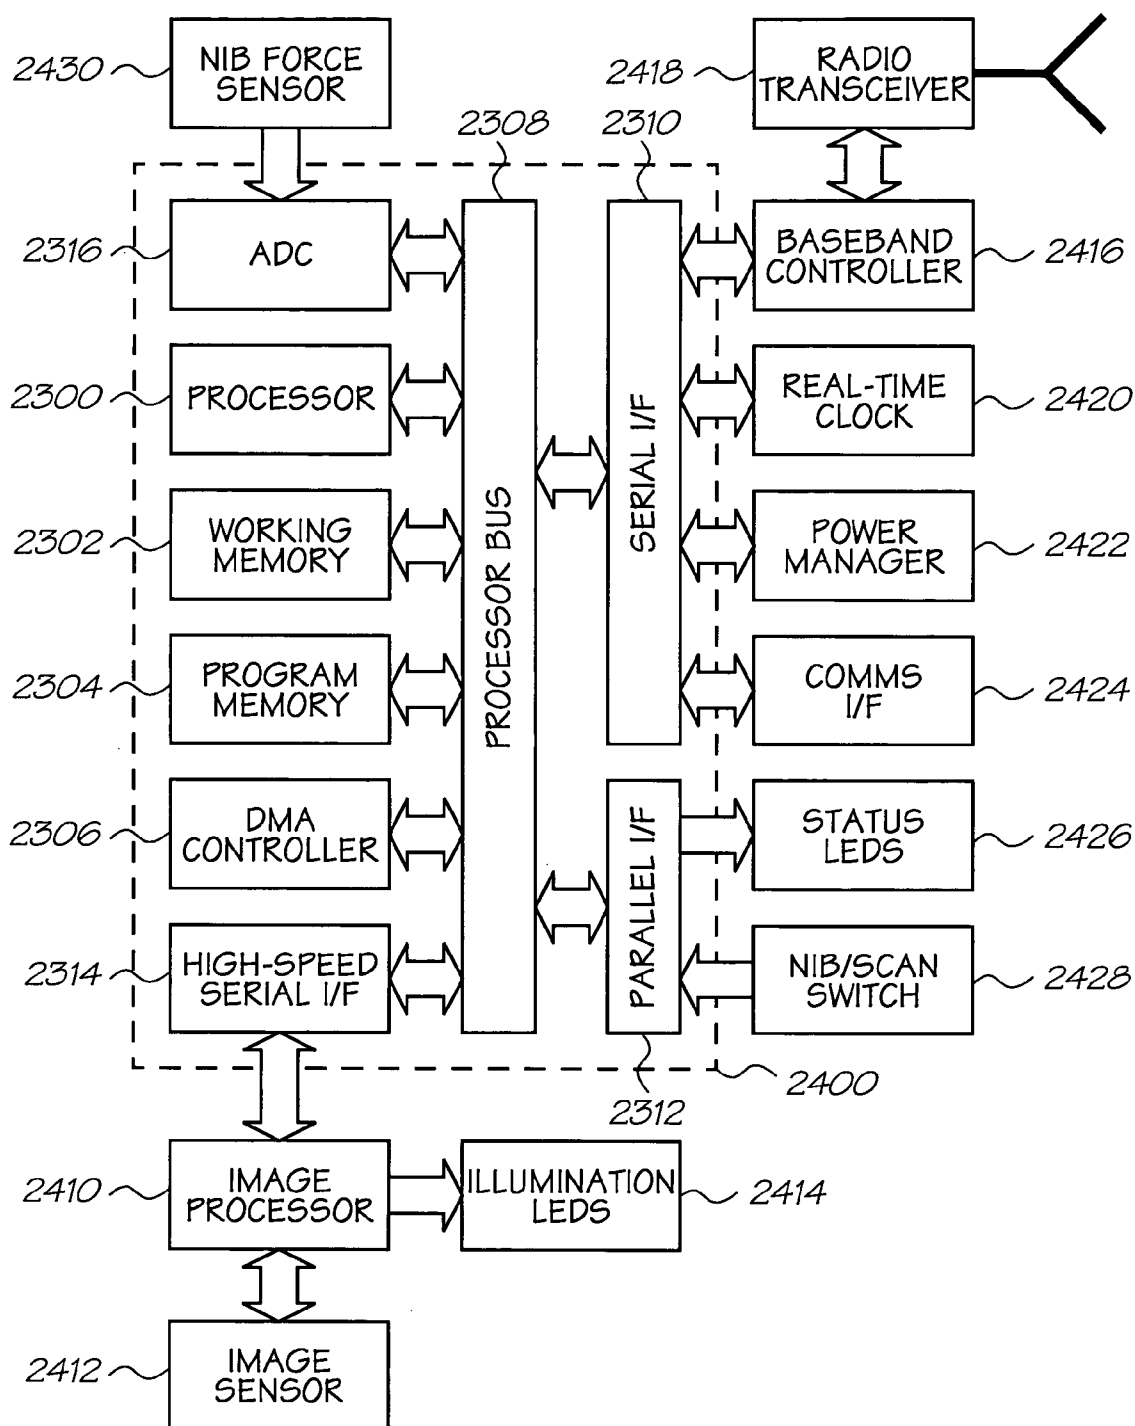 2430
NIB FORCE
SENSOR
2418
RADIO
TRANSCEIVER
2308
2310
2316
ADC
BASEBAND
CONTROLLER
2416
2300
PROCESSOR
REAL-TIME
CLOCK
2420
PROCESSOR BUS
SERIAL I/F
2302
WORKING
MEMORY
POWER
MANAGER
2422
2304
PROGRAM
MEMORY
COMMS
I/F
2424
2306
DMA
CONTROLLER
PARALLEL I/F
STATUS
LEDS
2426
2314
HIGH-SPEED
SERIAL I/F
NIB/SCAN
SWITCH
2428
2312
2400
2410
IMAGE
PROCESSOR
ILLUMINATION
LEDS
2414
2412
IMAGE
SENSOR